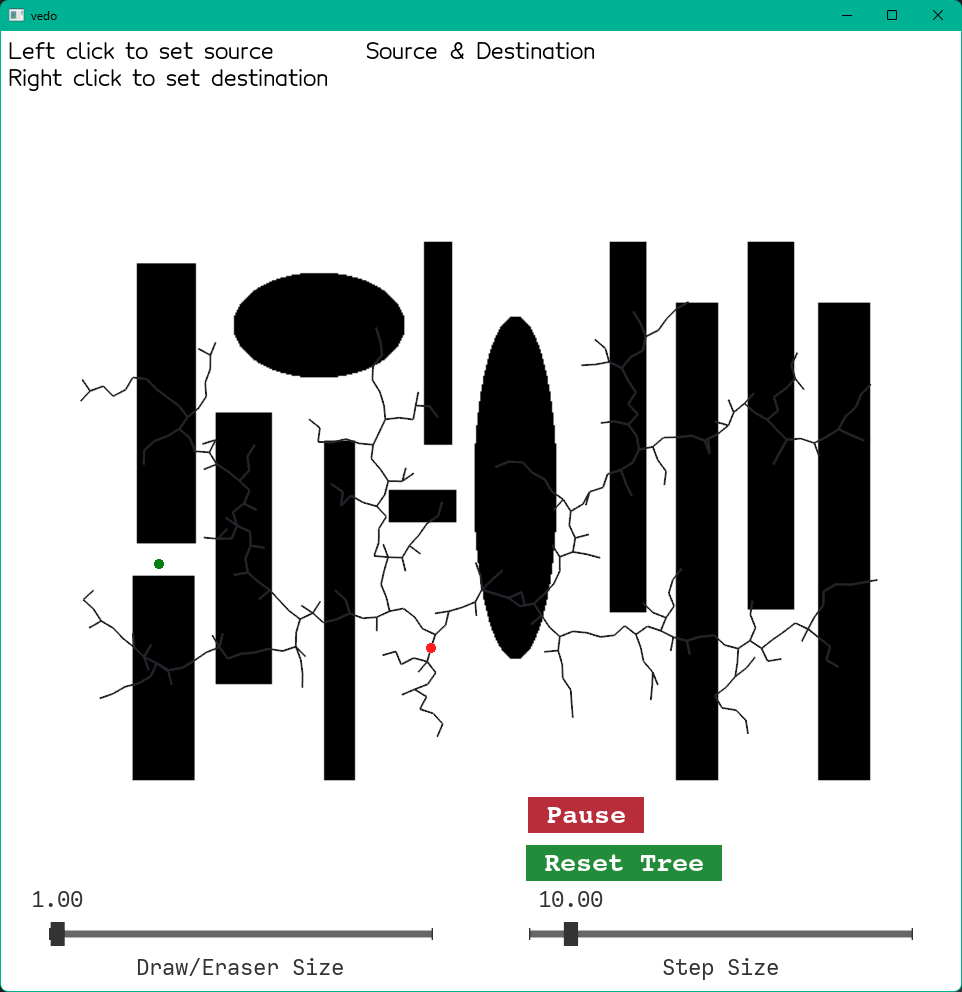 vedo
Left click to set source
Right click to set destination
Source & Destination
Pause
Reset Tree
1.00
Draw/Eraser Size
10.00
Step Size